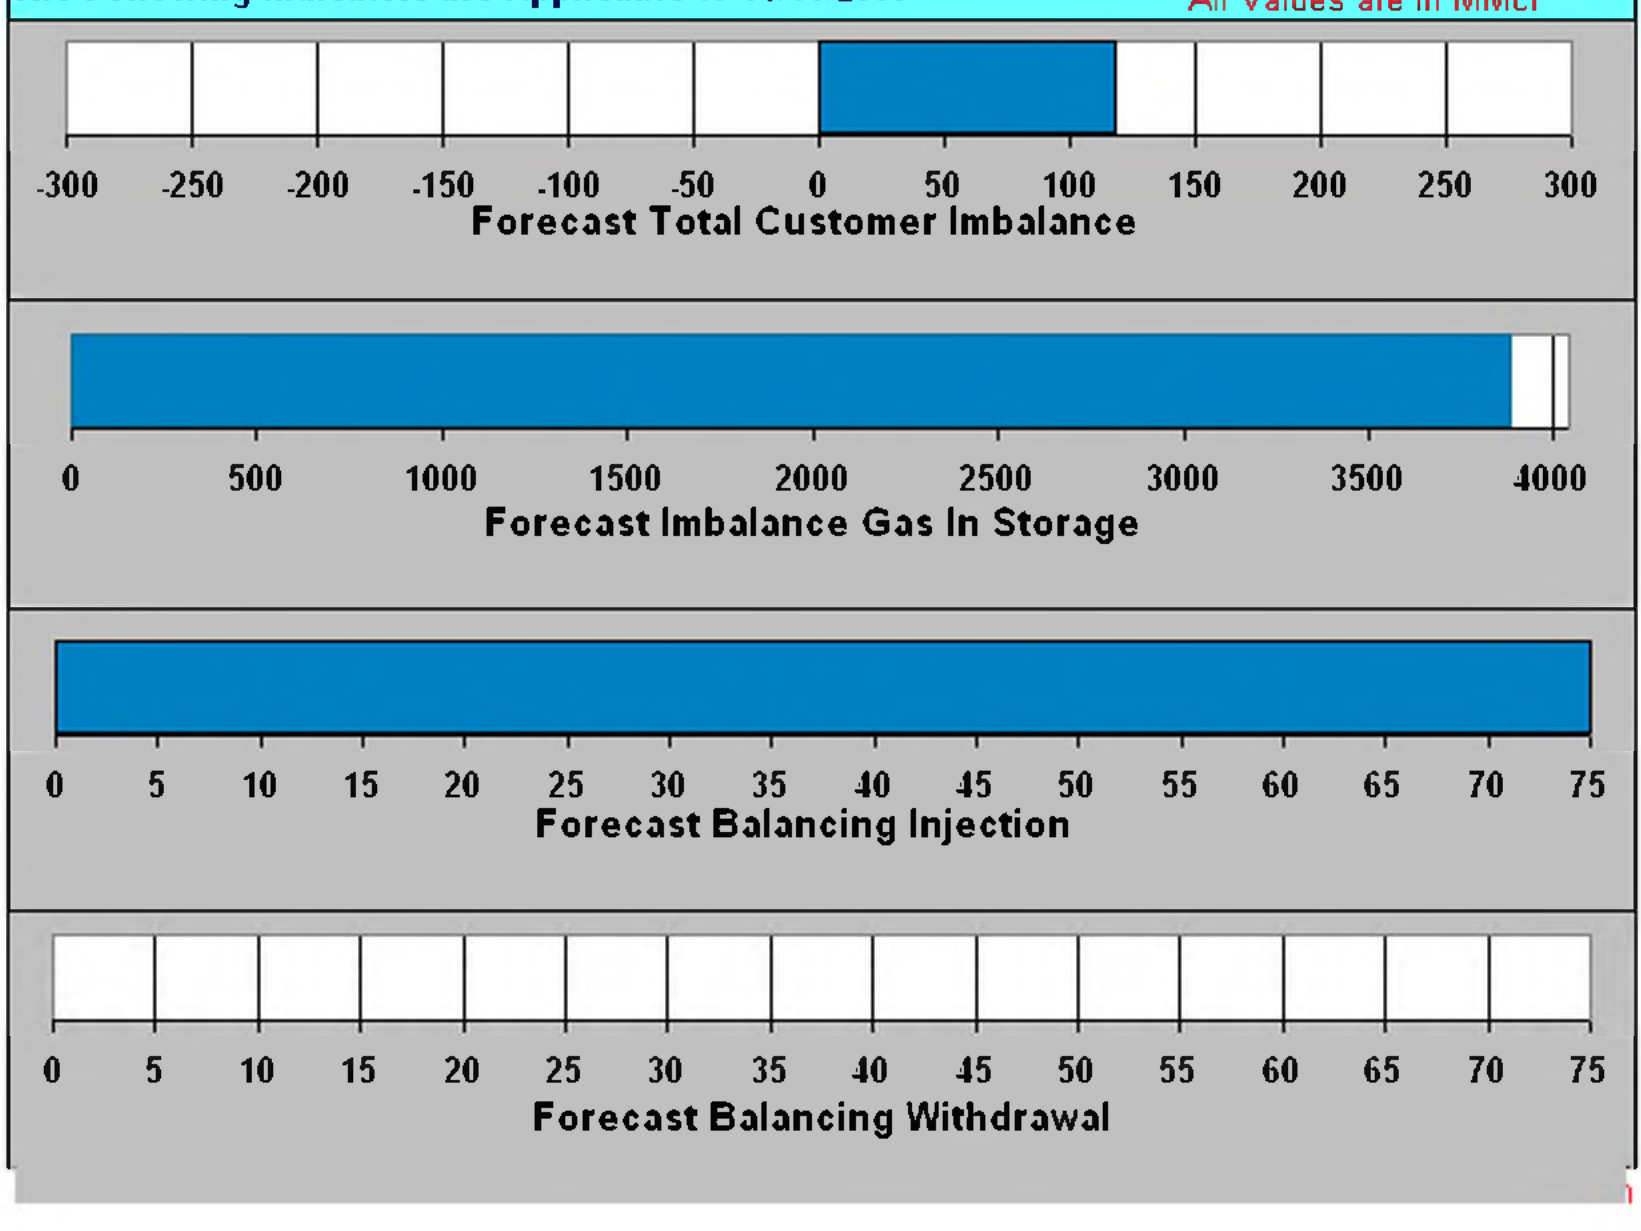 All Values are in MMcf
-300 -250 -200 -150 -100 -50 0 50 100 150 200 250 300
Forecast Total Customer Imbalance
0 500 1000 1500 2000 2500 3000 3500 4000
Forecast Imbalance Gas In Storage
0 5 10 15 20 25 30 35 40 45 50 55 60 65 70 75
Forecast Balancing Injection
0 5 10 15 20 25 30 35 40 45 50 55 60 65 70 75
Forecast Balancing Withdrawal